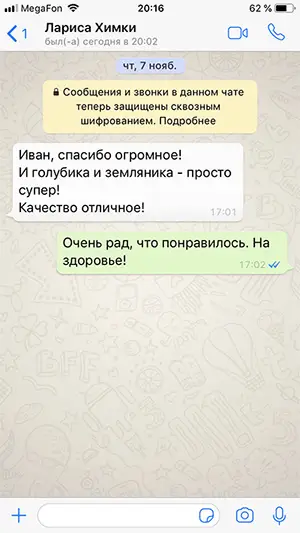 MegaFon 20:16 62 %
1 Лариса Химки
был(-а) сегодня в 20:02
чт, 7 нояб.
Сообщения и звонки в данном чате
теперь защищены сквозным
шифрованием. Подробнее
Иван, спасибо огромное!
И голубика и земляника - просто
супер!
Качество отличное!
17:01
Очень рад, что понравилось. На
здоровье!
17:02
BFF